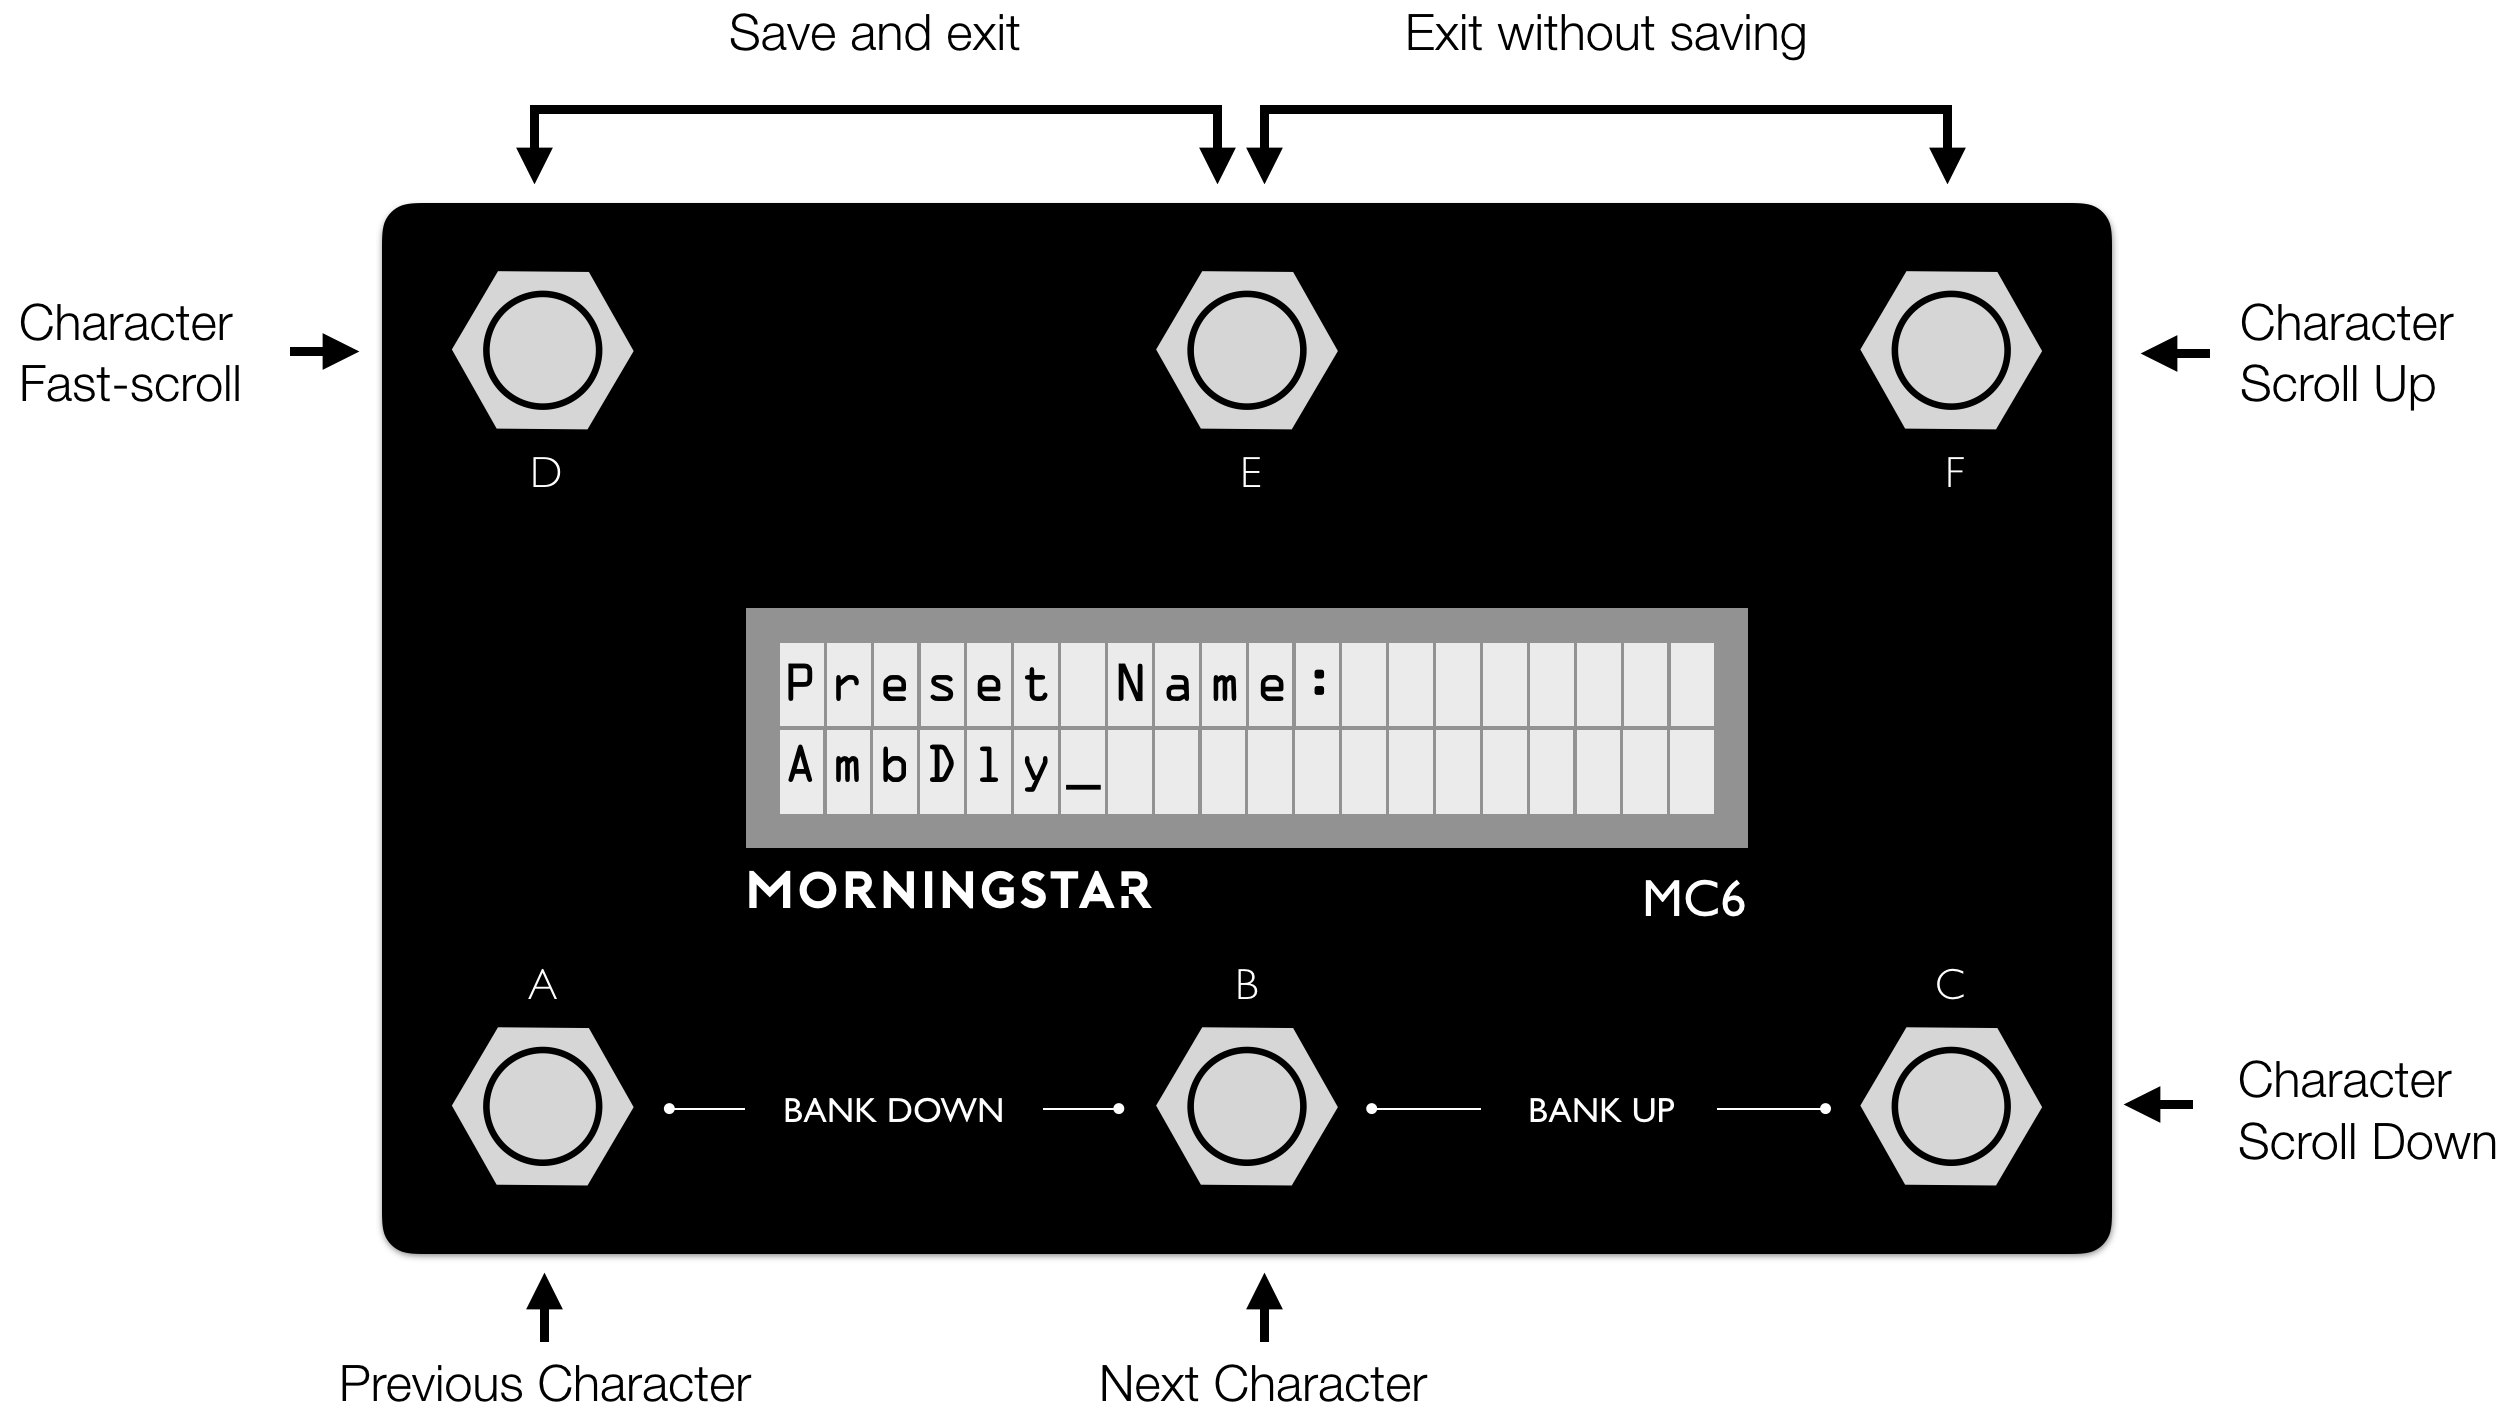 Save and exit
Exit without saving
Character
Fast-scroll
Character
Scroll Up
D
E
F
Preset Name:
AmbDly_
MORNINGSTAR
MC6
A
B
C
BANK DOWN
BANK UP
Character
Scroll Down
Previous Character
Next Character